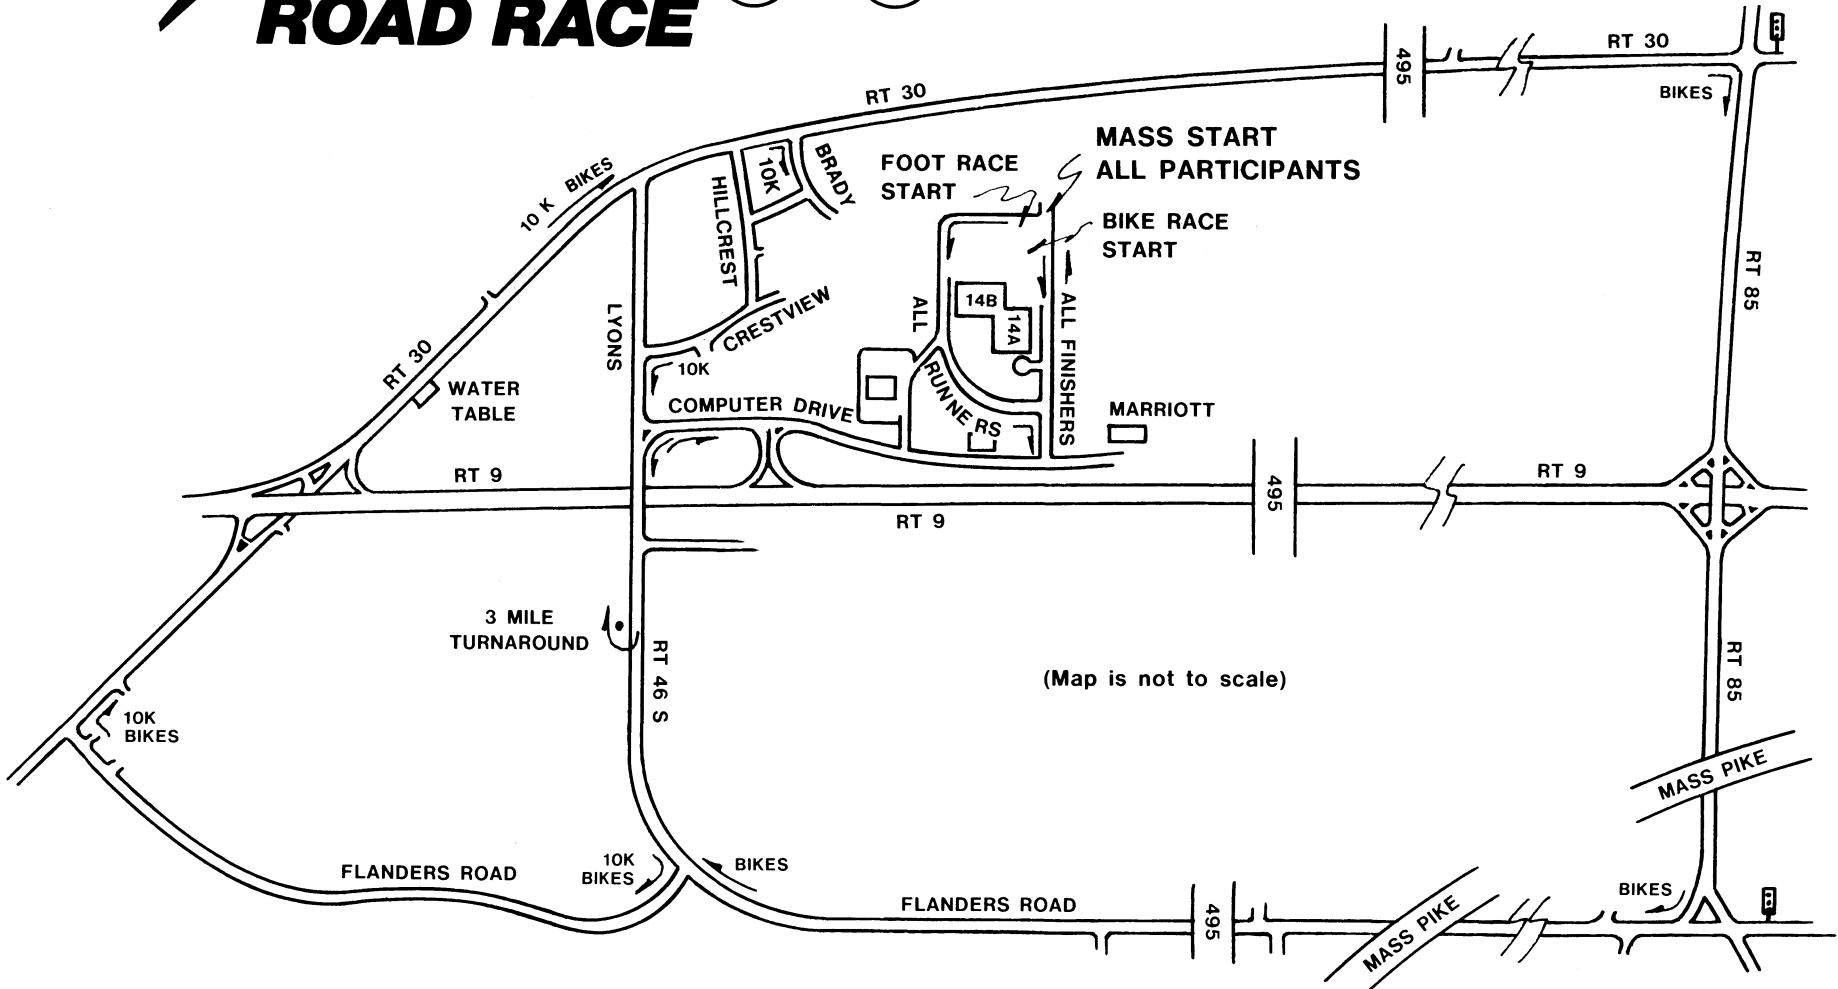 ROAD RACE
RT 30
495
RT 30
BIKES
MASS START
ALL PARTICIPANTS
FOOT RACE
START
BIKE RACE
START
10K
BRADY
HILLCREST
10 K BIKES
RT 85
14B
14A
ALL
RUNNERS
ALL FINISHERS
CRESTVIEW
LYONS
10K
RT 30
WATER
TABLE
COMPUTER DRIVE
MARRIOTT
RT 9
RT 9
495
RT 9
3 MILE
TURNAROUND
RT 46 S
(Map is not to scale)
RT 85
10K
BIKES
MASS PIKE
FLANDERS ROAD
10K
BIKES
BIKES
FLANDERS ROAD
495
MASS PIKE
BIKES